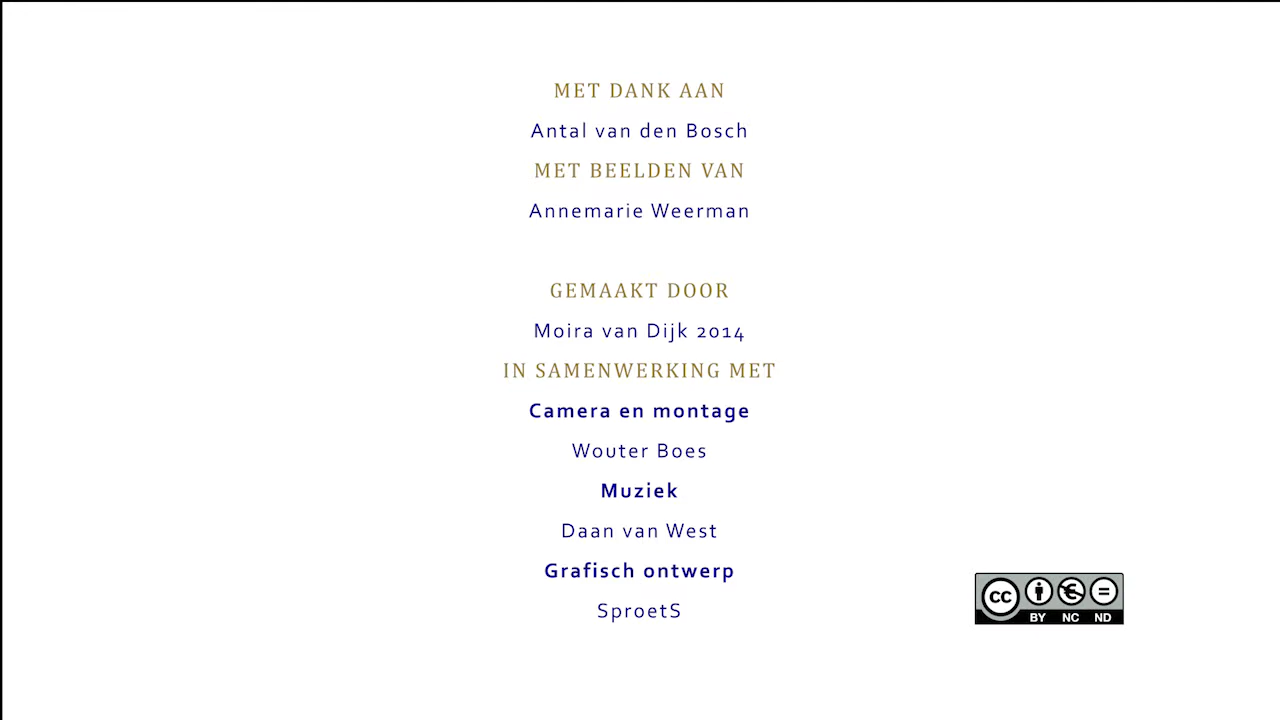 MET DANK AAN
Antal van den Bosch
MET BEELDEN VAN
Annemarie Weerman
GEMAAKT DOOR
Moira van Dijk 2014
IN SAMENWERKING MET
Camera en montage
Wouter Boes
Muziek
Daan van West
Grafisch ontwerp
SproetS
CC € =
BY NC ND